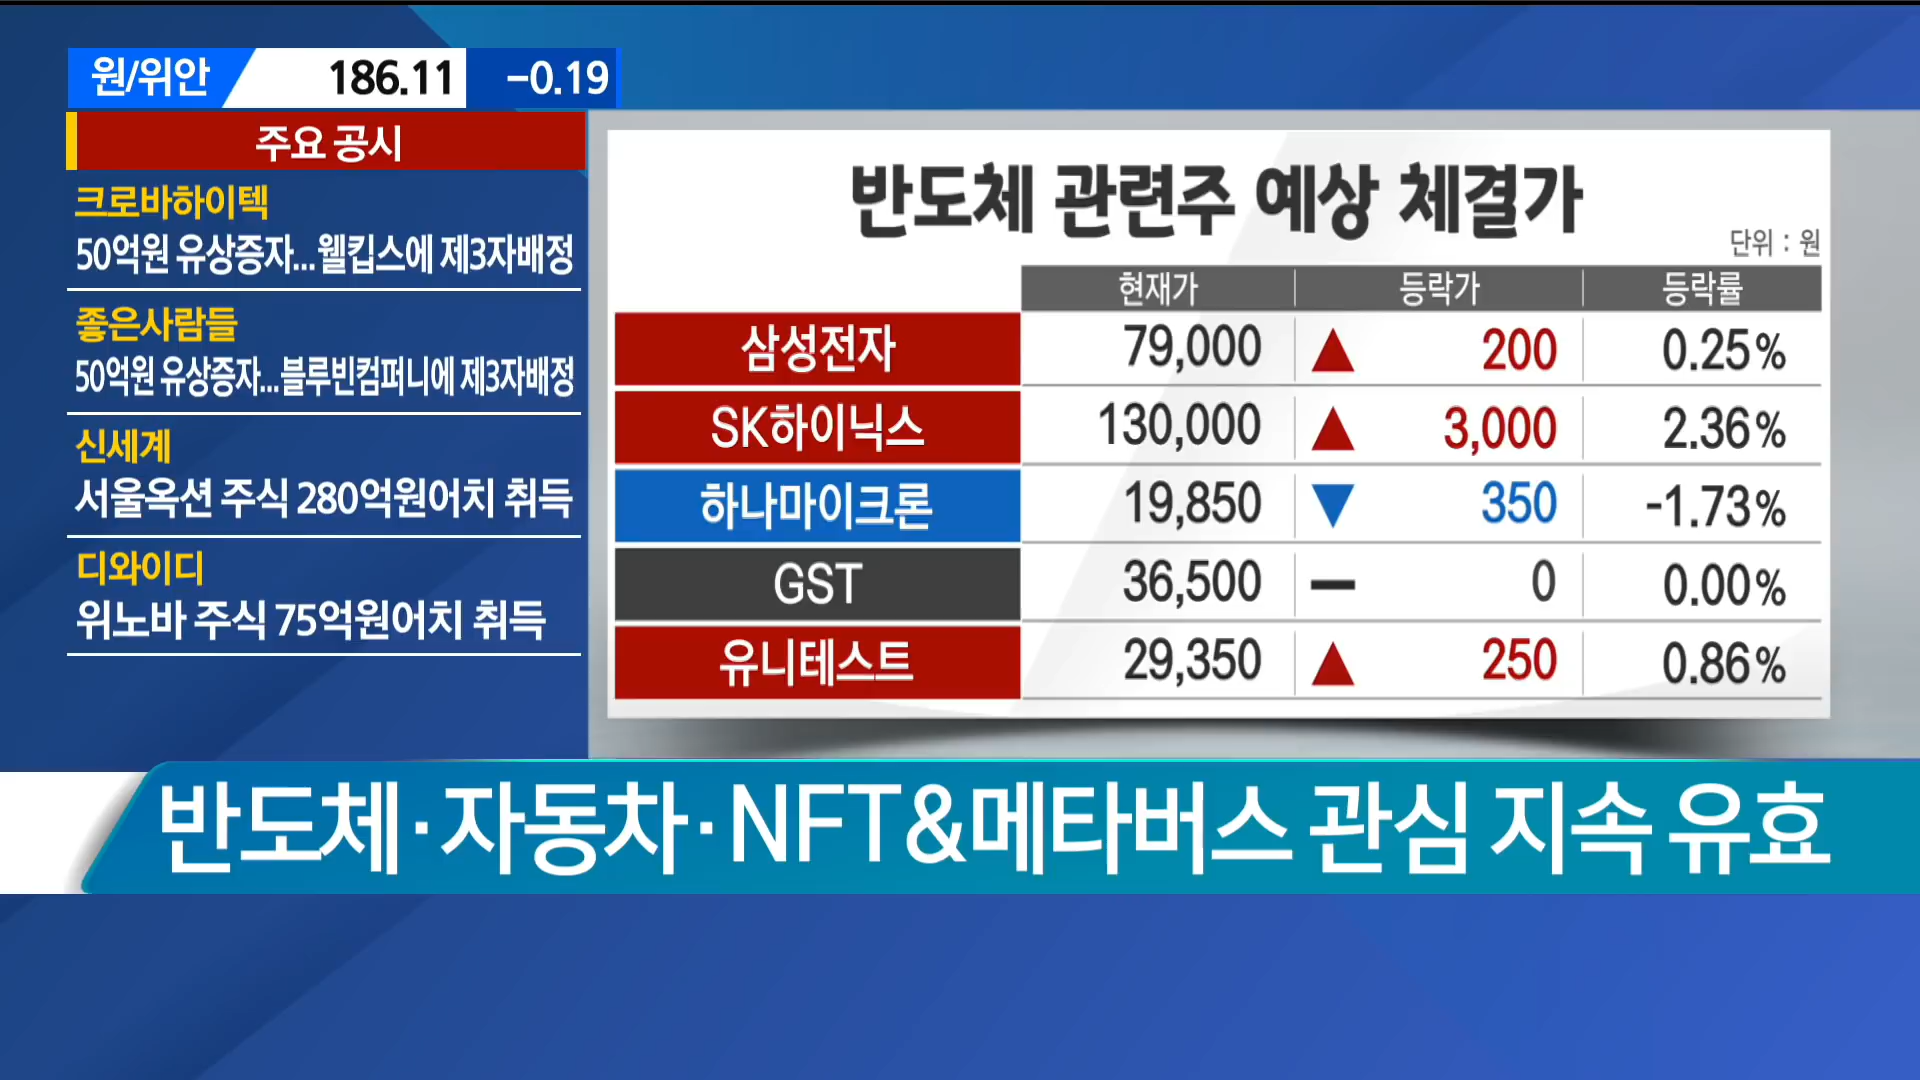 원/위안 186.11 -0.19
주요 공시
크로바하이텍
50억원 유상증자...웰킵스에 제3자배정
좋은사람들
50억원 유상증자...블루빈컴퍼니에 제3자배정
신세계
서울옥션 주식 280억원어치 취득
디와이디
위노바 주식 75억원어치 취득
반도체 관련주 예상 체결가
단위 : 원
현재가 등락가 등락률
삼성전자 79,000 ▲ 200 0.25%
SK하이닉스 130,000 ▲ 3,000 2.36%
하나마이크론 19,850 ▼ 350 -1.73%
GST 36,500 - 0 0.00%
유니테스트 29,350 ▲ 250 0.86%
반도체·자동차·NFT&메타버스 관심 지속 유효